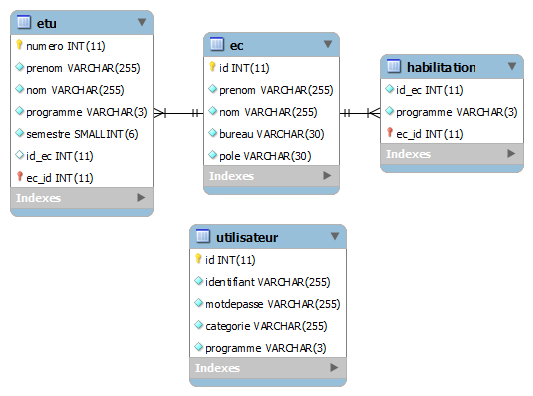 etu
numero INT(11)
prenom VARCHAR(255)
nom VARCHAR(255)
programme VARCHAR(3)
semestre SMALLINT(6)
id_ec INT(11)
ec_id INT(11)
Indexes
ec
id INT(11)
prenom VARCHAR(255)
nom VARCHAR(255)
bureau VARCHAR(30)
pole VARCHAR(30)
Indexes
habilitation
id_ec INT(11)
programme VARCHAR(3)
ec_id INT(11)
Indexes
utilisateur
id INT(11)
identifiant VARCHAR(255)
motdepasse VARCHAR(255)
categorie VARCHAR(255)
programme VARCHAR(3)
Indexes